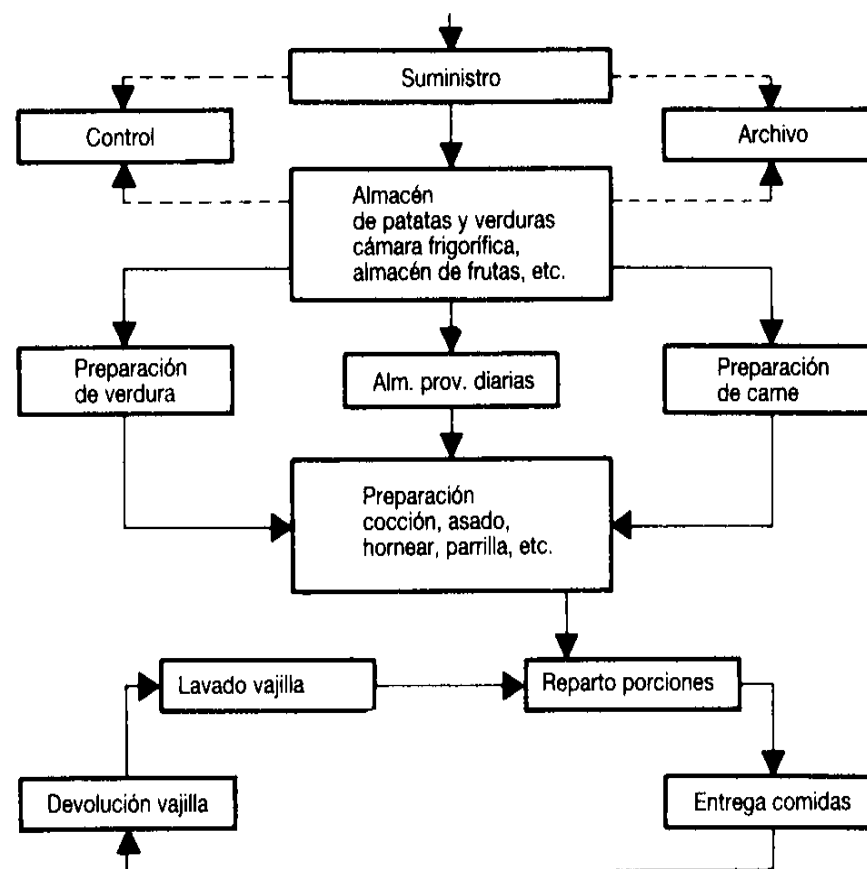 Suministro
Control
Archivo
Almacén
de patatas y verduras
cámara frigorífica,
almacén de frutas, etc.
Preparación
de verdura
Alm. prov. diarias
Preparación
de carne
Preparación
cocción, asado,
hornear, parrilla, etc.
Lavado vajilla
Reparto porciones
Devolución vajilla
Entrega comidas